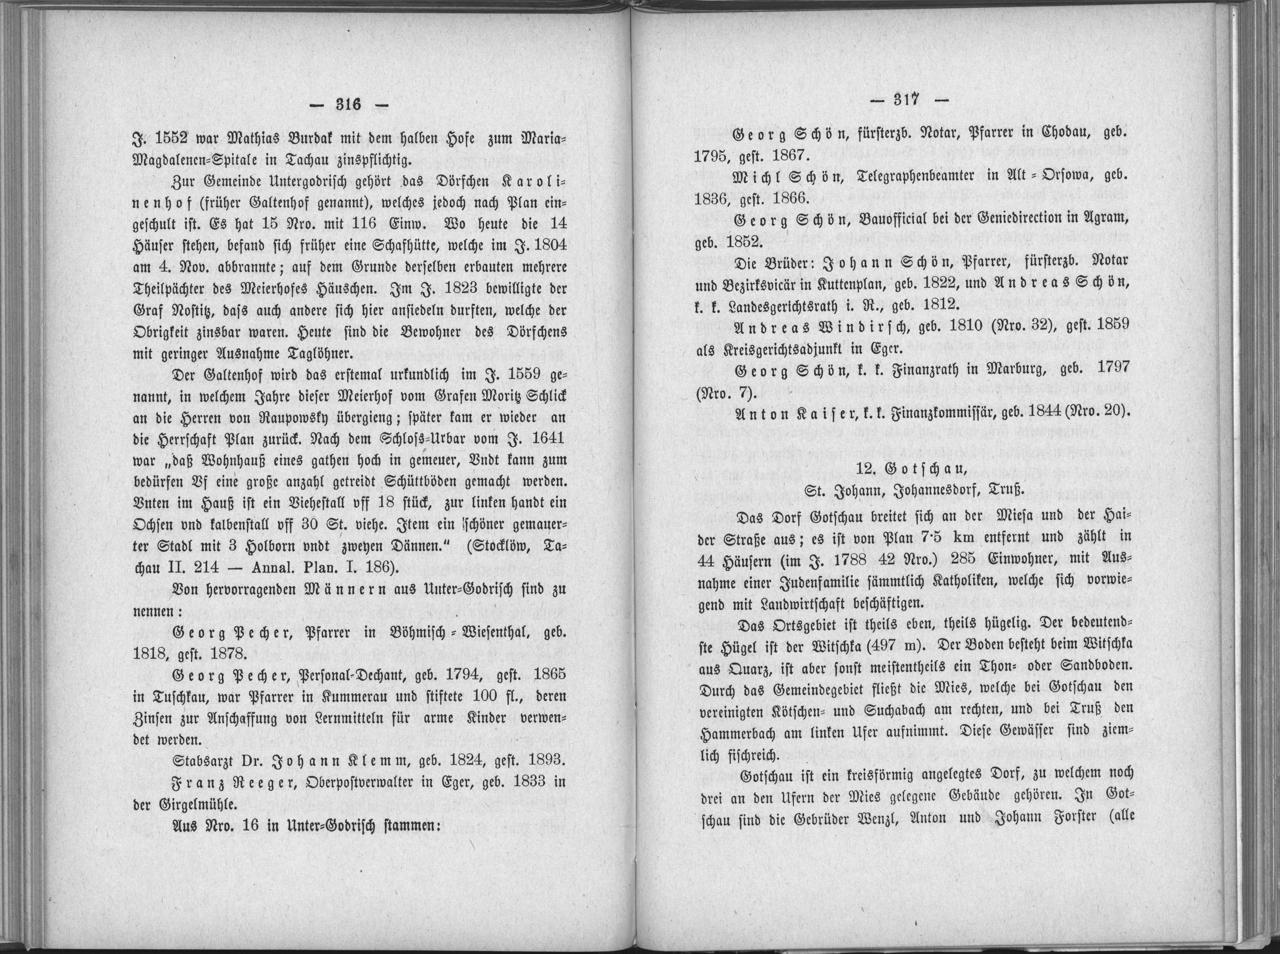 — 316 —
J. 1552 war Mathias Burdak mit dem halben Hofe zum Maria-
Magdalenen-Spitale in Tachau zinspflichtig.
Zur Gemeinde Untergodrisch gehört das Dörfchen Karoli-
nenhof (früher Galtenhof genannt), welches jedoch nach Plan ein-
geschult ist. Es hat 15 Nro. mit 116 Einw. Wo heute die 14
Häuser stehen, befand sich früher eine Schafhütte, welche im J. 1804
am 4. Nov. abbrannte; auf dem Grunde derselben erbauten mehrere
Theilpächter des Meierhofes Häuschen. Im J. 1823 bewilligte der
Graf Nostitz, dass auch andere sich hier ansiedeln durften, welche der
Obrigkeit zinsbar waren. Heute sind die Bewohner des Dörfchens
mit geringer Ausnahme Taglöhner.
Der Galtenhof wird das erstemal urkundlich im J. 1559 ge-
nannt, in welchem Jahre dieser Meierhof vom Grafen Moritz Schlick
an die Herren von Raupowsky übergieng; später kam er wieder an
die Herrschaft Plan zurück. Nach dem Schloss-Urbar vom J. 1641
war „daß Wohnhauß eines gathen hoch in gemeuer, Vndt kann zum
bedürfen Vf eine große anzahl getreidt Schüttböden gemacht werden.
Vnten im Hauß ist ein Viehestall vff 18 stück, zur linken handt ein
Ochsen vnd kalbenstall vff 30 St. viehe. Item ein schöner gemauer-
ter Stadl mit 3 Holborn vndt zweyen Dännen." (Stocklöw, Ta-
chau II. 214 — Annal. Plan. I. 186).
Von hervorragenden Männern aus Unter-Godrisch sind zu
nennen:
Georg Pecher, Pfarrer in Böhmisch-Wiesenthal, geb.
1818, gest. 1878.
Georg Pecher, Personal-Dechant, geb. 1794, gest. 1865
in Tuschkau, war Pfarrer in Kummerau und stiftete 100 fl., deren
Zinsen zur Anschaffung von Lernmitteln für arme Kinder verwen-
det werden.
Stabsarzt Dr. Johann Klemm, geb. 1824, gest. 1893.
Franz Reeger, Oberpostverwalter in Eger, geb. 1833 in
der Girgelmühle.
Aus Nro. 16 in Unter-Godrisch stammen:
— 317 —
Georg Schön, fürsterzb. Notar, Pfarrer in Chodau, geb.
1795, gest. 1867.
Michl Schön, Telegraphenbeamter in Alt-Orsowa, geb.
1836, gest. 1866.
Georg Schön, Bauofficial bei der Geniedirection in Agram,
geb. 1852.
Die Brüder: Johann Schön, Pfarrer, fürsterzb. Notar
und Bezirksvicär in Kuttenplan, geb. 1822, und Andreas Schön,
k. k. Landesgerichtsrath i. R., geb. 1812.
Andreas Windirsch, geb. 1810 (Nro. 32), gest. 1859
als Kreisgerichtsadjunkt in Eger.
Georg Schön, k. k. Finanzrath in Marburg, geb. 1797
(Nro. 7).
Anton Kaiser, k. k. Finanzkommissär, geb. 1844 (Nro. 20).
12. Gotschau,
St. Johann, Johannesdorf, Truß.
Das Dorf Gotschau breitet sich an der Miesa und der Hai-
der Straße aus; es ist von Plan 7·5 km entfernt und zählt in
44 Häusern (im J. 1788 42 Nro.) 285 Einwohner, mit Aus-
nahme einer Judenfamilie sämmtlich Katholiken, welche sich vorwie-
gend mit Landwirtschaft beschäftigen.
Das Ortsgebiet ist theils eben, theils hügelig. Der bedeutend-
ste Hügel ist der Witschka (497 m). Der Boden besteht beim Witschka
aus Quarz, ist aber sonst meistentheils ein Thon- oder Sandboden.
Durch das Gemeindegebiet fließt die Mies, welche bei Gotschau den
vereinigten Kötschen- und Suchabach am rechten, und bei Truß den
Hammerbach am linken Ufer aufnimmt. Diese Gewässer sind ziem-
lich fischreich.
Gotschau ist ein kreisförmig angelegtes Dorf, zu welchem noch
drei an den Ufern der Mies gelegene Gebäude gehören. In Got-
schau sind die Gebrüder Wenzl, Anton und Johann Forster (alle